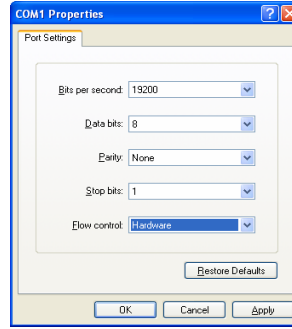 COM1 Properties
Port Settings
Bits per second: 19200
Data bits: 8
Parity: None
Stop bits: 1
Flow control: Hardware
Restore Defaults
OK Cancel Apply